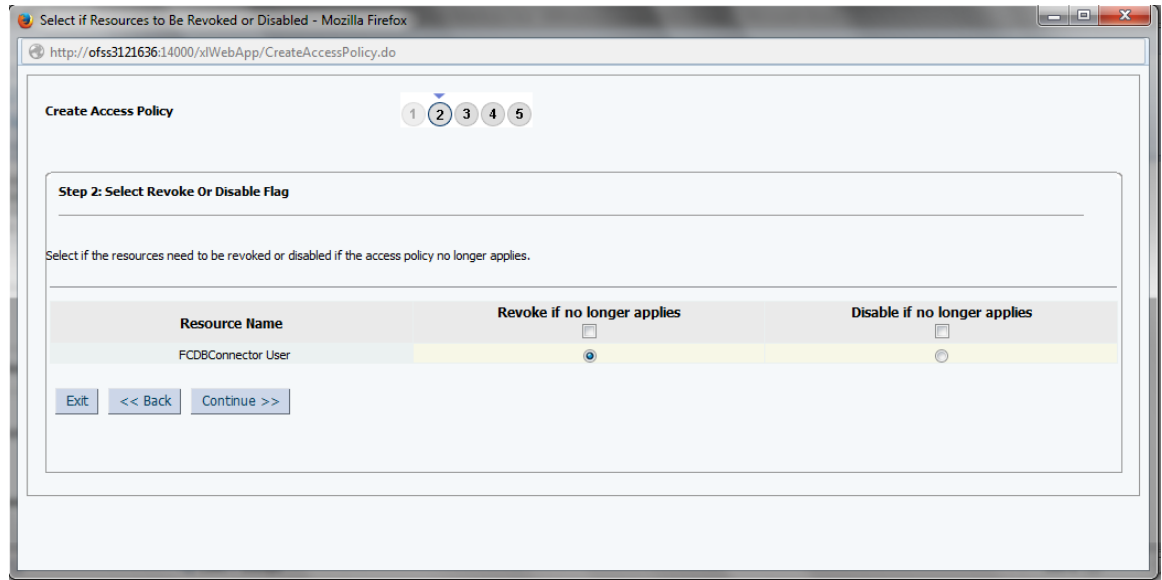 Select if Resources to Be Revoked or Disabled - Mozilla Firefox
http://ofss3121636:14000/xlWebApp/CreateAccessPolicy.do
Create Access Policy
1 2 3 4 5
Step 2: Select Revoke Or Disable Flag
Select if the resources need to be revoked or disabled if the access policy no longer applies.
Resource Name Revoke if no longer applies Disable if no longer applies
FCDBConnector User
Exit << Back Continue >>